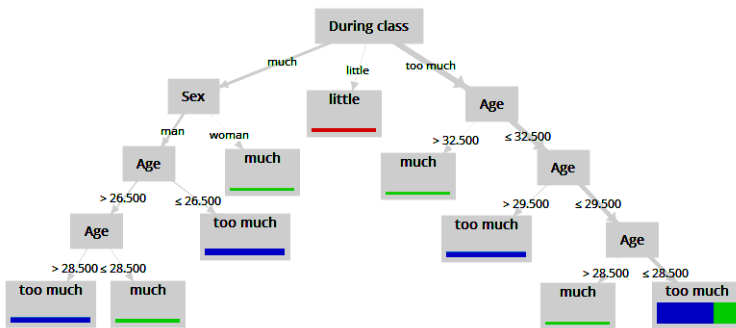 During class
much
little
too much
Sex
little
Age
man
woman
> 32.500
≤ 32.500
Age
much
much
Age
> 26.500
≤ 26.500
> 29.500
≤ 29.500
Age
too much
too much
Age
> 28.500
≤ 28.500
> 28.500
≤ 28.500
too much
much
much
too much